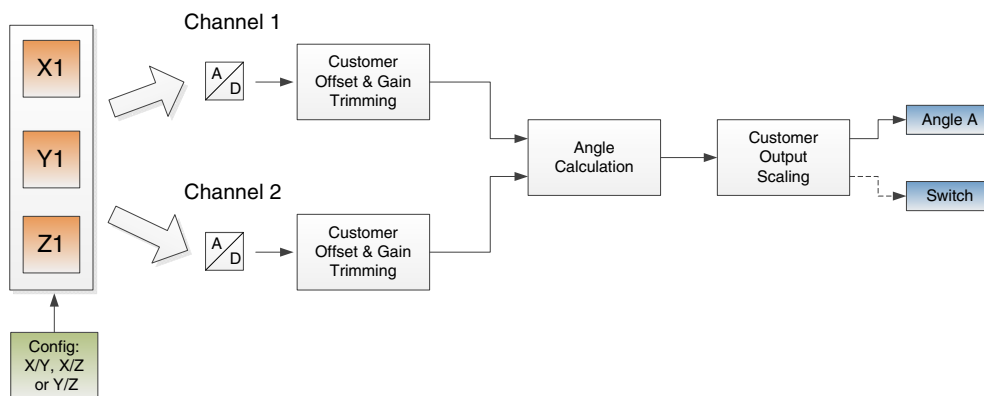 Channel 1
X1
Y1
Z1
A
D
Customer
Offset & Gain
Trimming
Channel 2
A
D
Customer
Offset & Gain
Trimming
Angle
Calculation
Customer
Output
Scaling
Angle A
Switch
Config:
X/Y, X/Z
or Y/Z